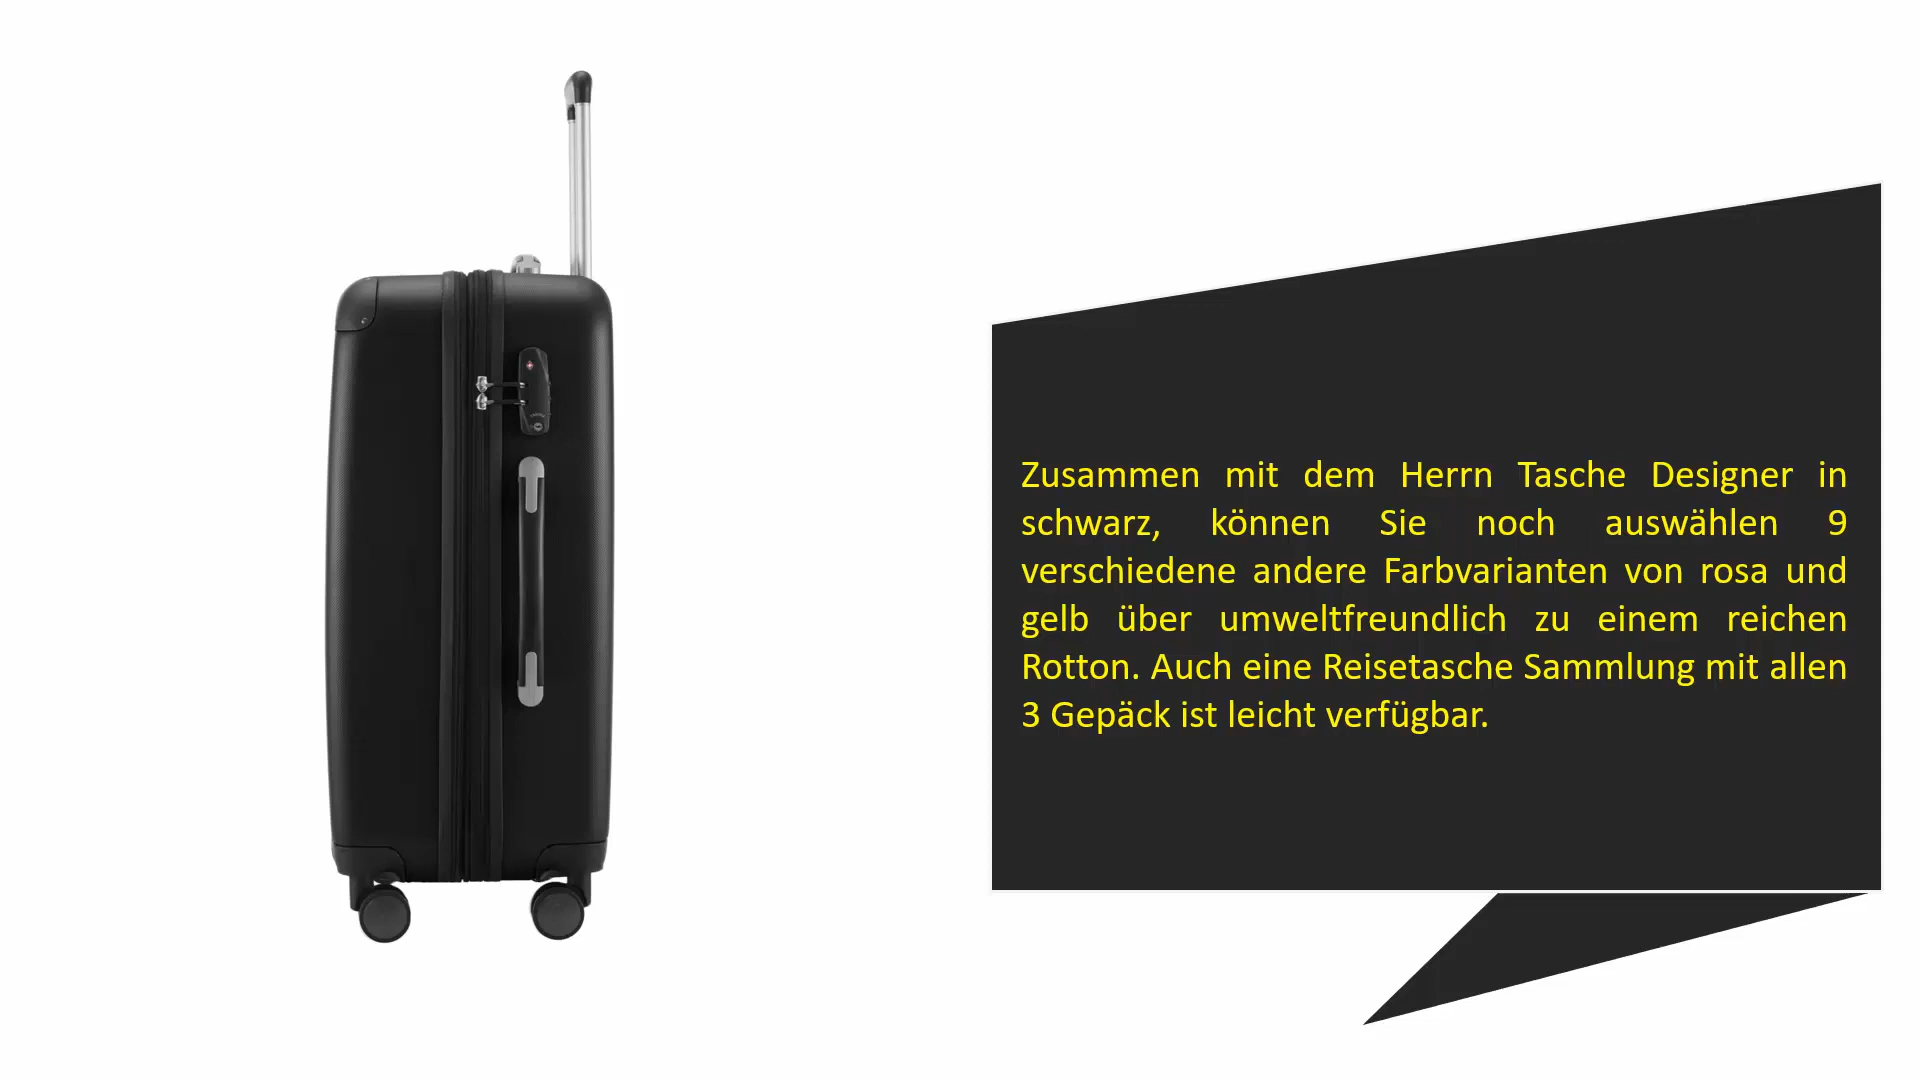 Zusammen mit dem Herrn Tasche Designer in
schwarz, können Sie noch auswählen 9
verschiedene andere Farbvarianten von rosa und
gelb über umweltfreundlich zu einem reichen
Rotton. Auch eine Reisetasche Sammlung mit allen
3 Gepäck ist leicht verfügbar.